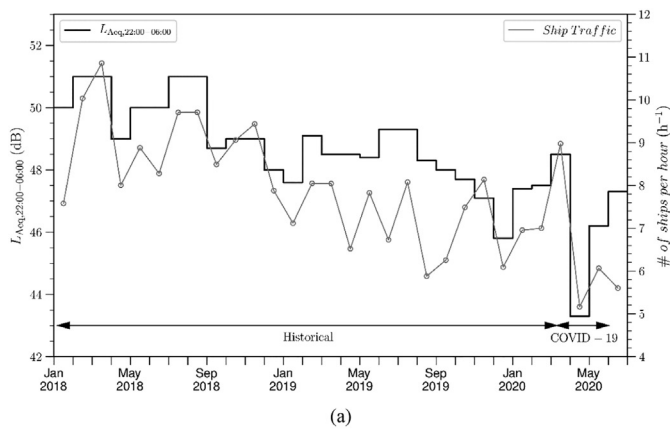 L_Aeq,22:00−06:00
Ship Traffic
L_Aeq,22:00−06:00 (dB)
52
50
48
46
44
42
12
11
10
9
8
7
6
5
4
# of ships per hour (h⁻¹)
Historical
COVID − 19
Jan 2018
May 2018
Sep 2018
Jan 2019
May 2019
Sep 2019
Jan 2020
May 2020
(a)